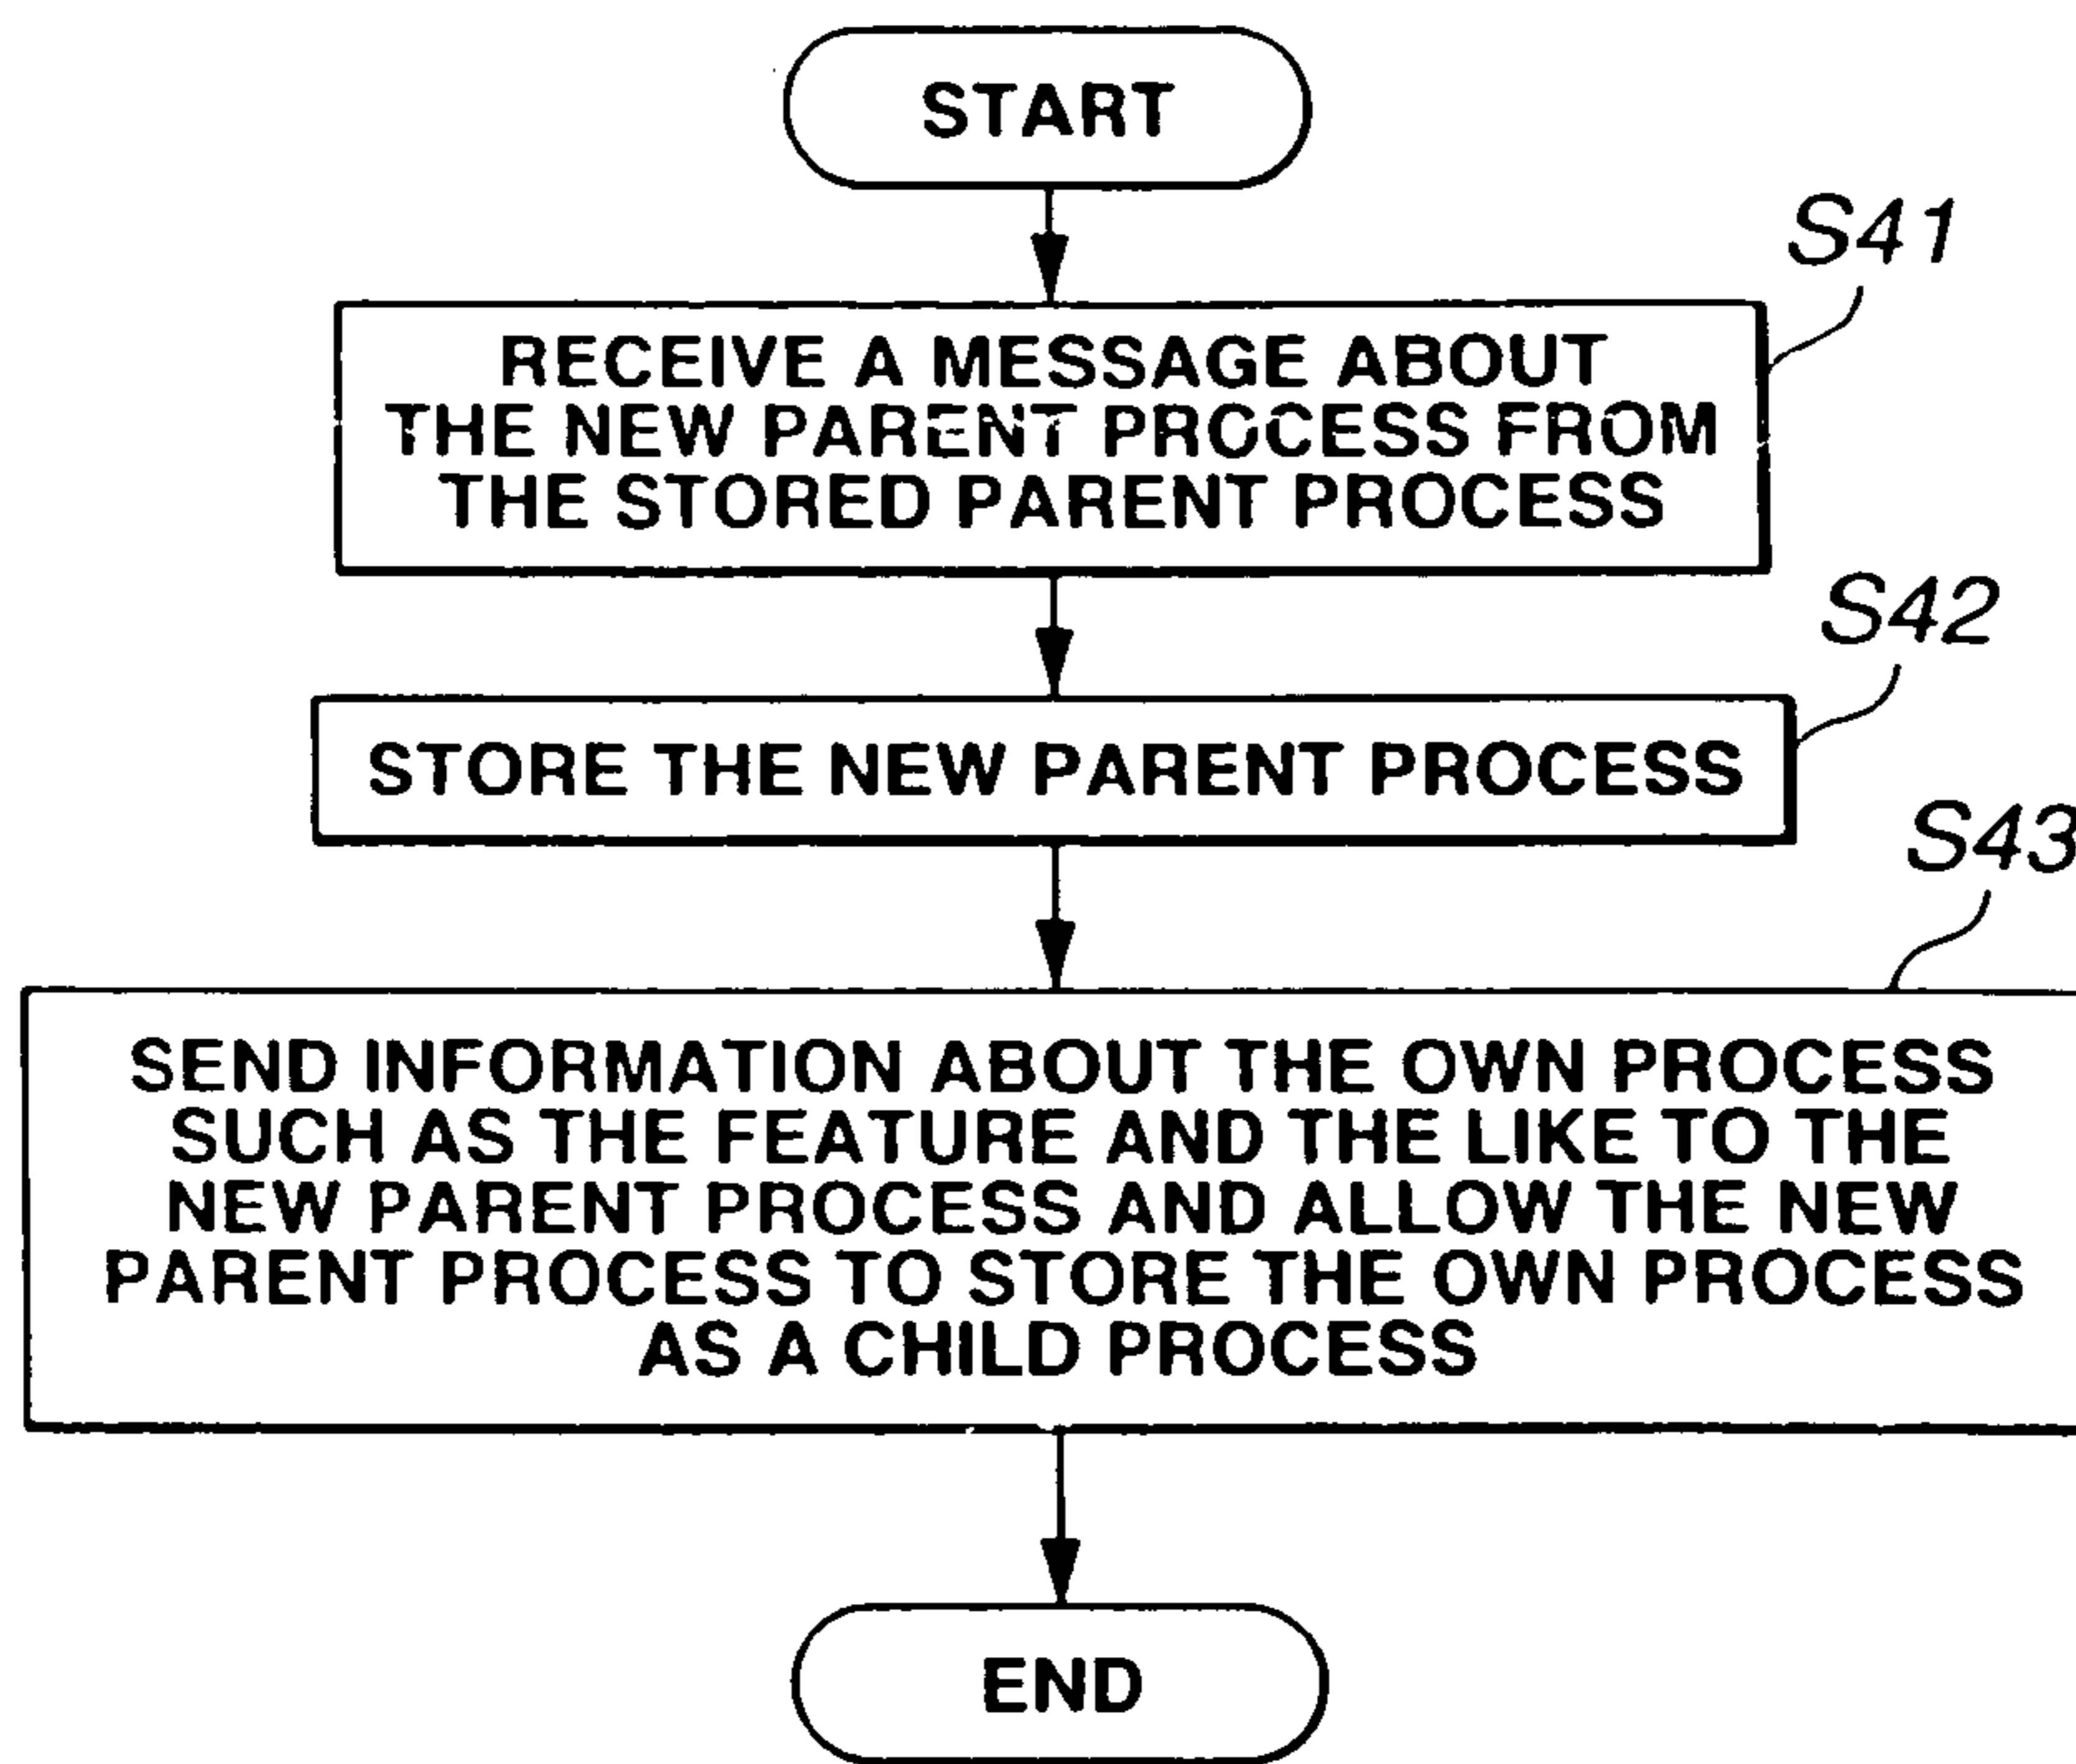 START
S41
RECEIVE A MESSAGE ABOUT
THE NEW PARENT PROCESS FROM
THE STORED PARENT PROCESS
S42
STORE THE NEW PARENT PROCESS
S43
SEND INFORMATION ABOUT THE OWN PROCESS
SUCH AS THE FEATURE AND THE LIKE TO THE
NEW PARENT PROCESS AND ALLOW THE NEW
PARENT PROCESS TO STORE THE OWN PROCESS
AS A CHILD PROCESS
END